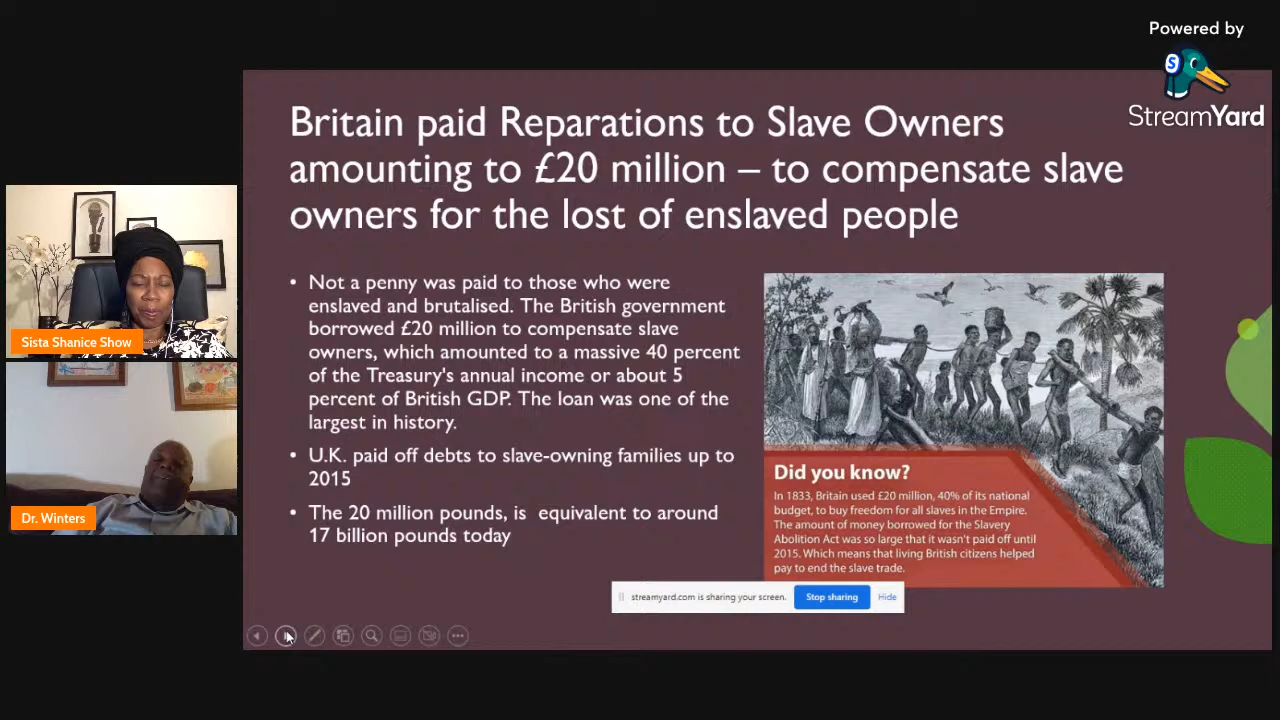 Powered by
StreamYard
Britain paid Reparations to Slave Owners
amounting to £20 million – to compensate slave
owners for the lost of enslaved people
• Not a penny was paid to those who were
enslaved and brutalised. The British government
borrowed £20 million to compensate slave
owners, which amounted to a massive 40 percent
of the Treasury's annual income or about 5
percent of British GDP. The loan was one of the
largest in history.
• U.K. paid off debts to slave-owning families up to
2015
• The 20 million pounds, is equivalent to around
17 billion pounds today
Did you know?
In 1833, Britain used £20 million, 40% of its national
budget, to buy freedom for all slaves in the Empire.
The amount of money borrowed for the Slavery
Abolition Act was so large that it wasn't paid off until
2015. Which means that living British citizens helped
pay to end the slave trade.
Sista Shanice Show
Dr. Winters
streamyard.com is sharing your screen.
Stop sharing
Hide